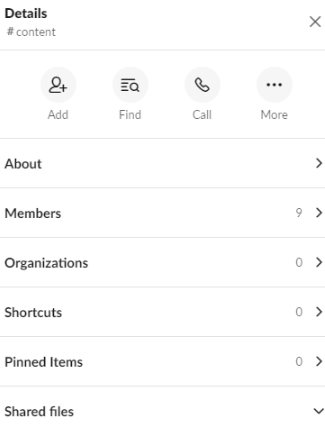 Details
# content
Add Find Call More
About
Members 9
Organizations 0
Shortcuts 0
Pinned Items 0
Shared files